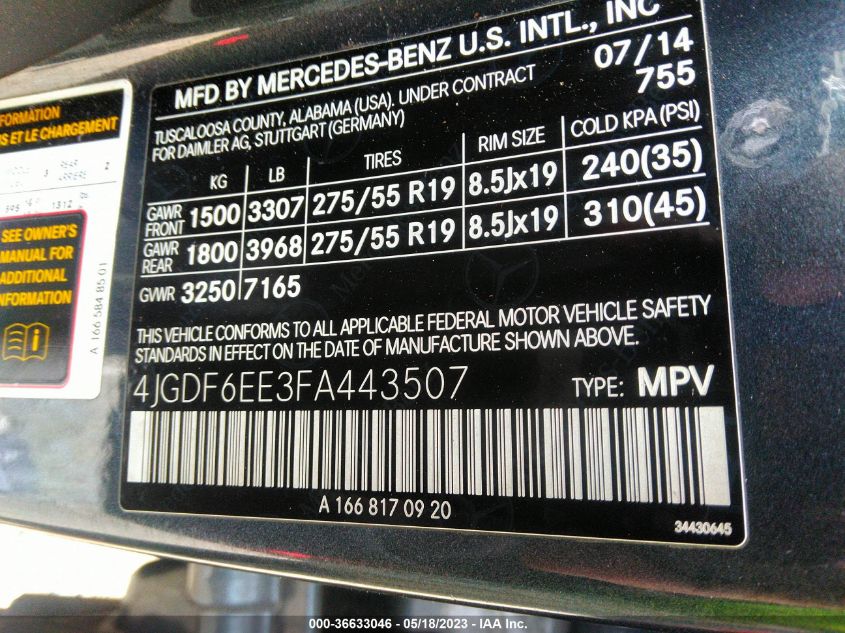 MFD BY MERCEDES-BENZ U.S. INTL., INC
07/14
TUSCALOOSA COUNTY, ALABAMA (USA). UNDER CONTRACT
755
FOR DAIMLER AG, STUTTGART (GERMANY)
KG LB TIRES RIM SIZE COLD KPA (PSI)
GAWR FRONT 1500 3307 275/55 R19 8.5Jx19 240(35)
GAWR REAR 1800 3968 275/55 R19 8.5Jx19 310(45)
GVWR 3250 7165
THIS VEHICLE CONFORMS TO ALL APPLICABLE FEDERAL MOTOR VEHICLE SAFETY
STANDARDS IN EFFECT ON THE DATE OF MANUFACTURE SHOWN ABOVE.
4JGDF6EE3FA443507 TYPE: MPV
A 166 817 09 20
34430645
ET LE CHARGEMENT
3 REAR 2
ARRIERE
1312
SEE OWNER'S
MANUAL FOR
ADDITIONAL
INFORMATION
A 166 584 85 01
000-36633046 — 05/18/2023 — IAA Inc.